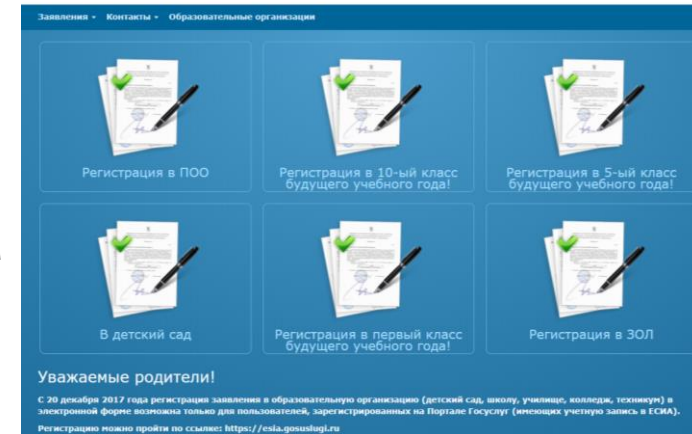 Заявления Контакты Образовательные организации
Регистрация в ПОО
Регистрация в 10-ый класс
будущего учебного года!
Регистрация в 5-ый класс
будущего учебного года!
В детский сад
Регистрация в первый класс
будущего учебного года!
Регистрация в ЗОЛ
Уважаемые родители!
С 20 декабря 2017 года регистрация заявления в образовательную организацию (детский сад, школу, училище, колледж, техникум) в
электронной форме возможна только для пользователей, зарегистрированных на Портале Госуслуг (имеющих учетную запись в ЕСИА).
Регистрацию можно пройти по ссылке: https://esia.gosuslugi.ru